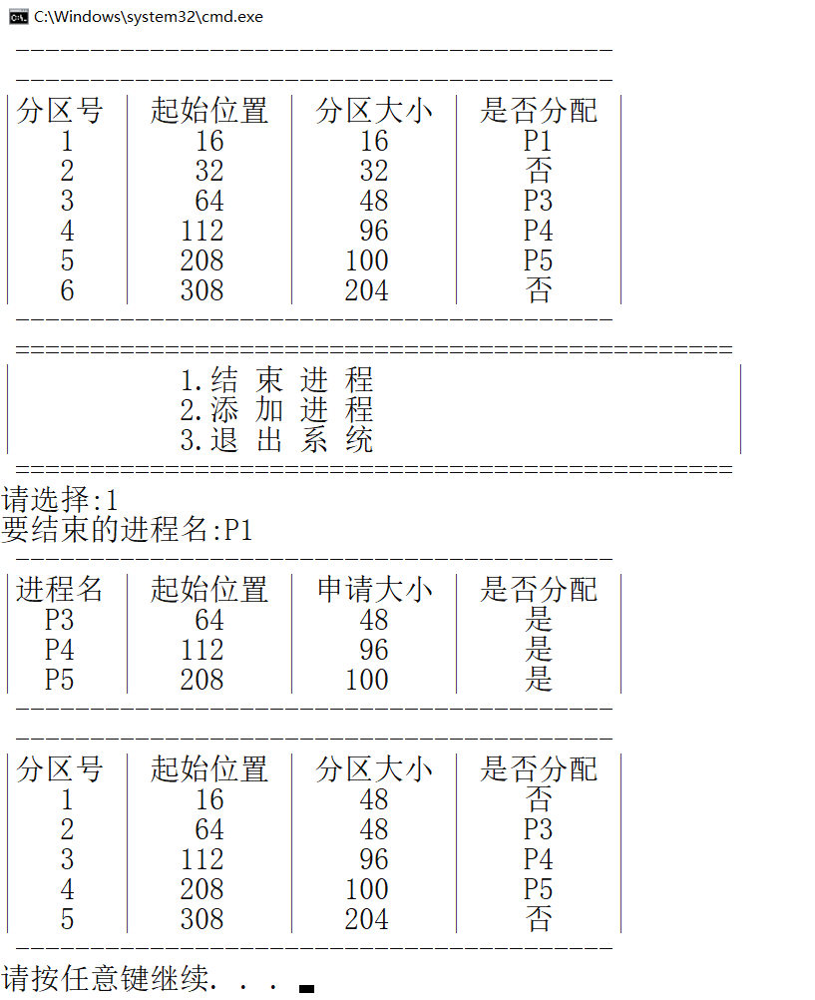 C:\Windows\system32\cmd.exe
----------------------------------------
----------------------------------------
| 分区号 | 起始位置 | 分区大小 | 是否分配 |
| 1 | 16 | 16 | P1 |
| 2 | 32 | 32 | 否 |
| 3 | 64 | 48 | P3 |
| 4 | 112 | 96 | P4 |
| 5 | 208 | 100 | P5 |
| 6 | 308 | 204 | 否 |
----------------------------------------
================================================
| 1.结 束 进 程 |
| 2.添 加 进 程 |
| 3.退 出 系 统 |
================================================
请选择:1
要结束的进程名:P1
----------------------------------------
| 进程名 | 起始位置 | 申请大小 | 是否分配 |
| P3 | 64 | 48 | 是 |
| P4 | 112 | 96 | 是 |
| P5 | 208 | 100 | 是 |
----------------------------------------
----------------------------------------
| 分区号 | 起始位置 | 分区大小 | 是否分配 |
| 1 | 16 | 48 | 否 |
| 2 | 64 | 48 | P3 |
| 3 | 112 | 96 | P4 |
| 4 | 208 | 100 | P5 |
| 5 | 308 | 204 | 否 |
----------------------------------------
请按任意键继续. . .